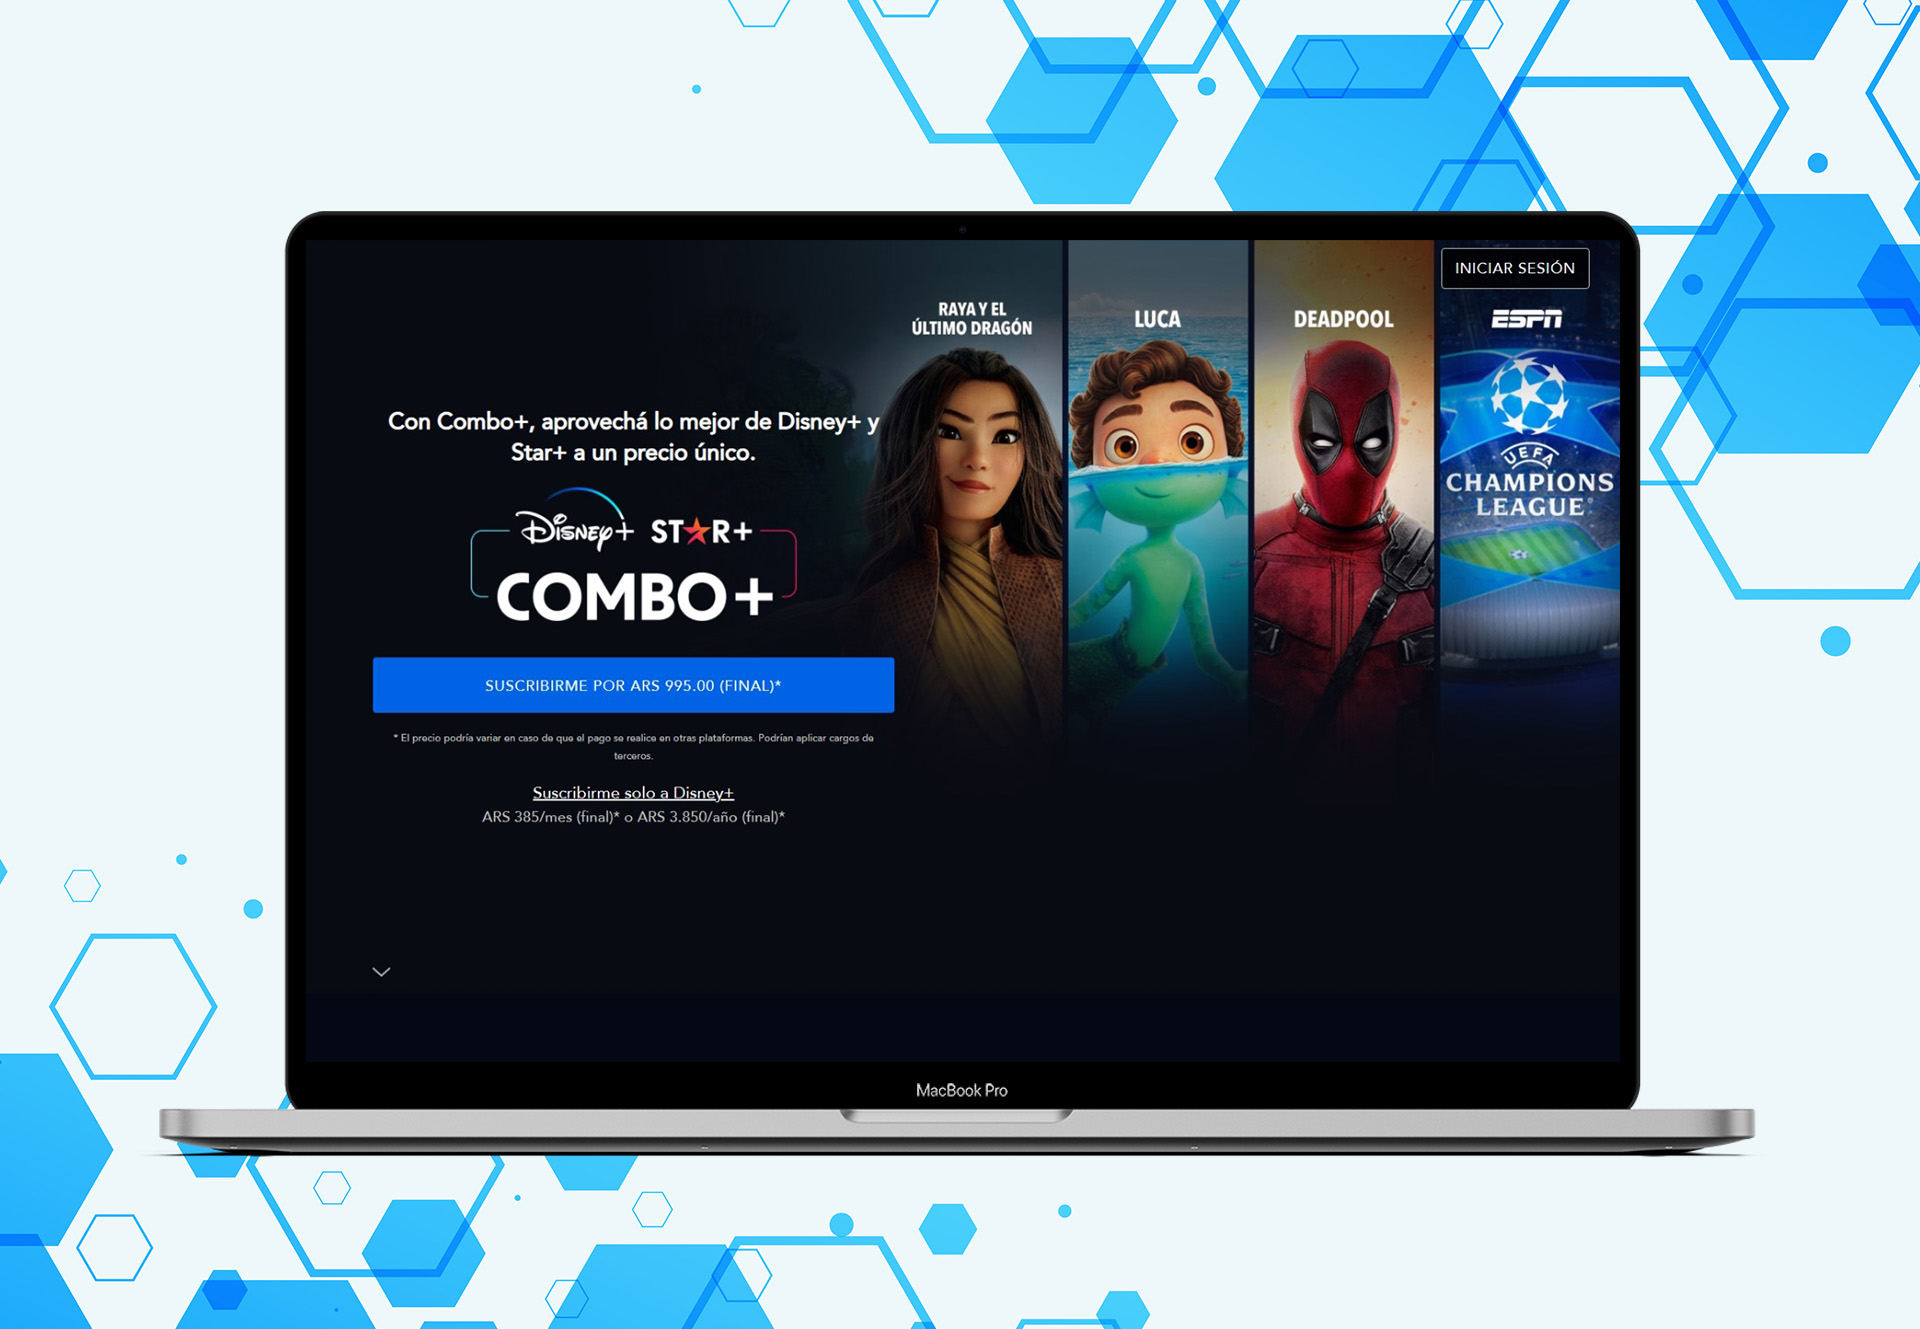 INICIAR SESIÓN
RAYA Y EL
ÚLTIMO DRAGÓN
LUCA
DEADPOOL
ESPN
Con Combo+, aprovechá lo mejor de Disney+ y
Star+ a un precio único.
Disney+ STAR+
COMBO+
UEFA
CHAMPIONS
LEAGUE
SUSCRIBIRME POR ARS 995.00 (FINAL)*
* El precio podría variar en caso de que el pago se realice en otras plataformas. Podrían aplicar cargos de
terceros.
Suscribirme solo a Disney+
ARS 385/mes (final)* o ARS 3.850/año (final)*
MacBook Pro